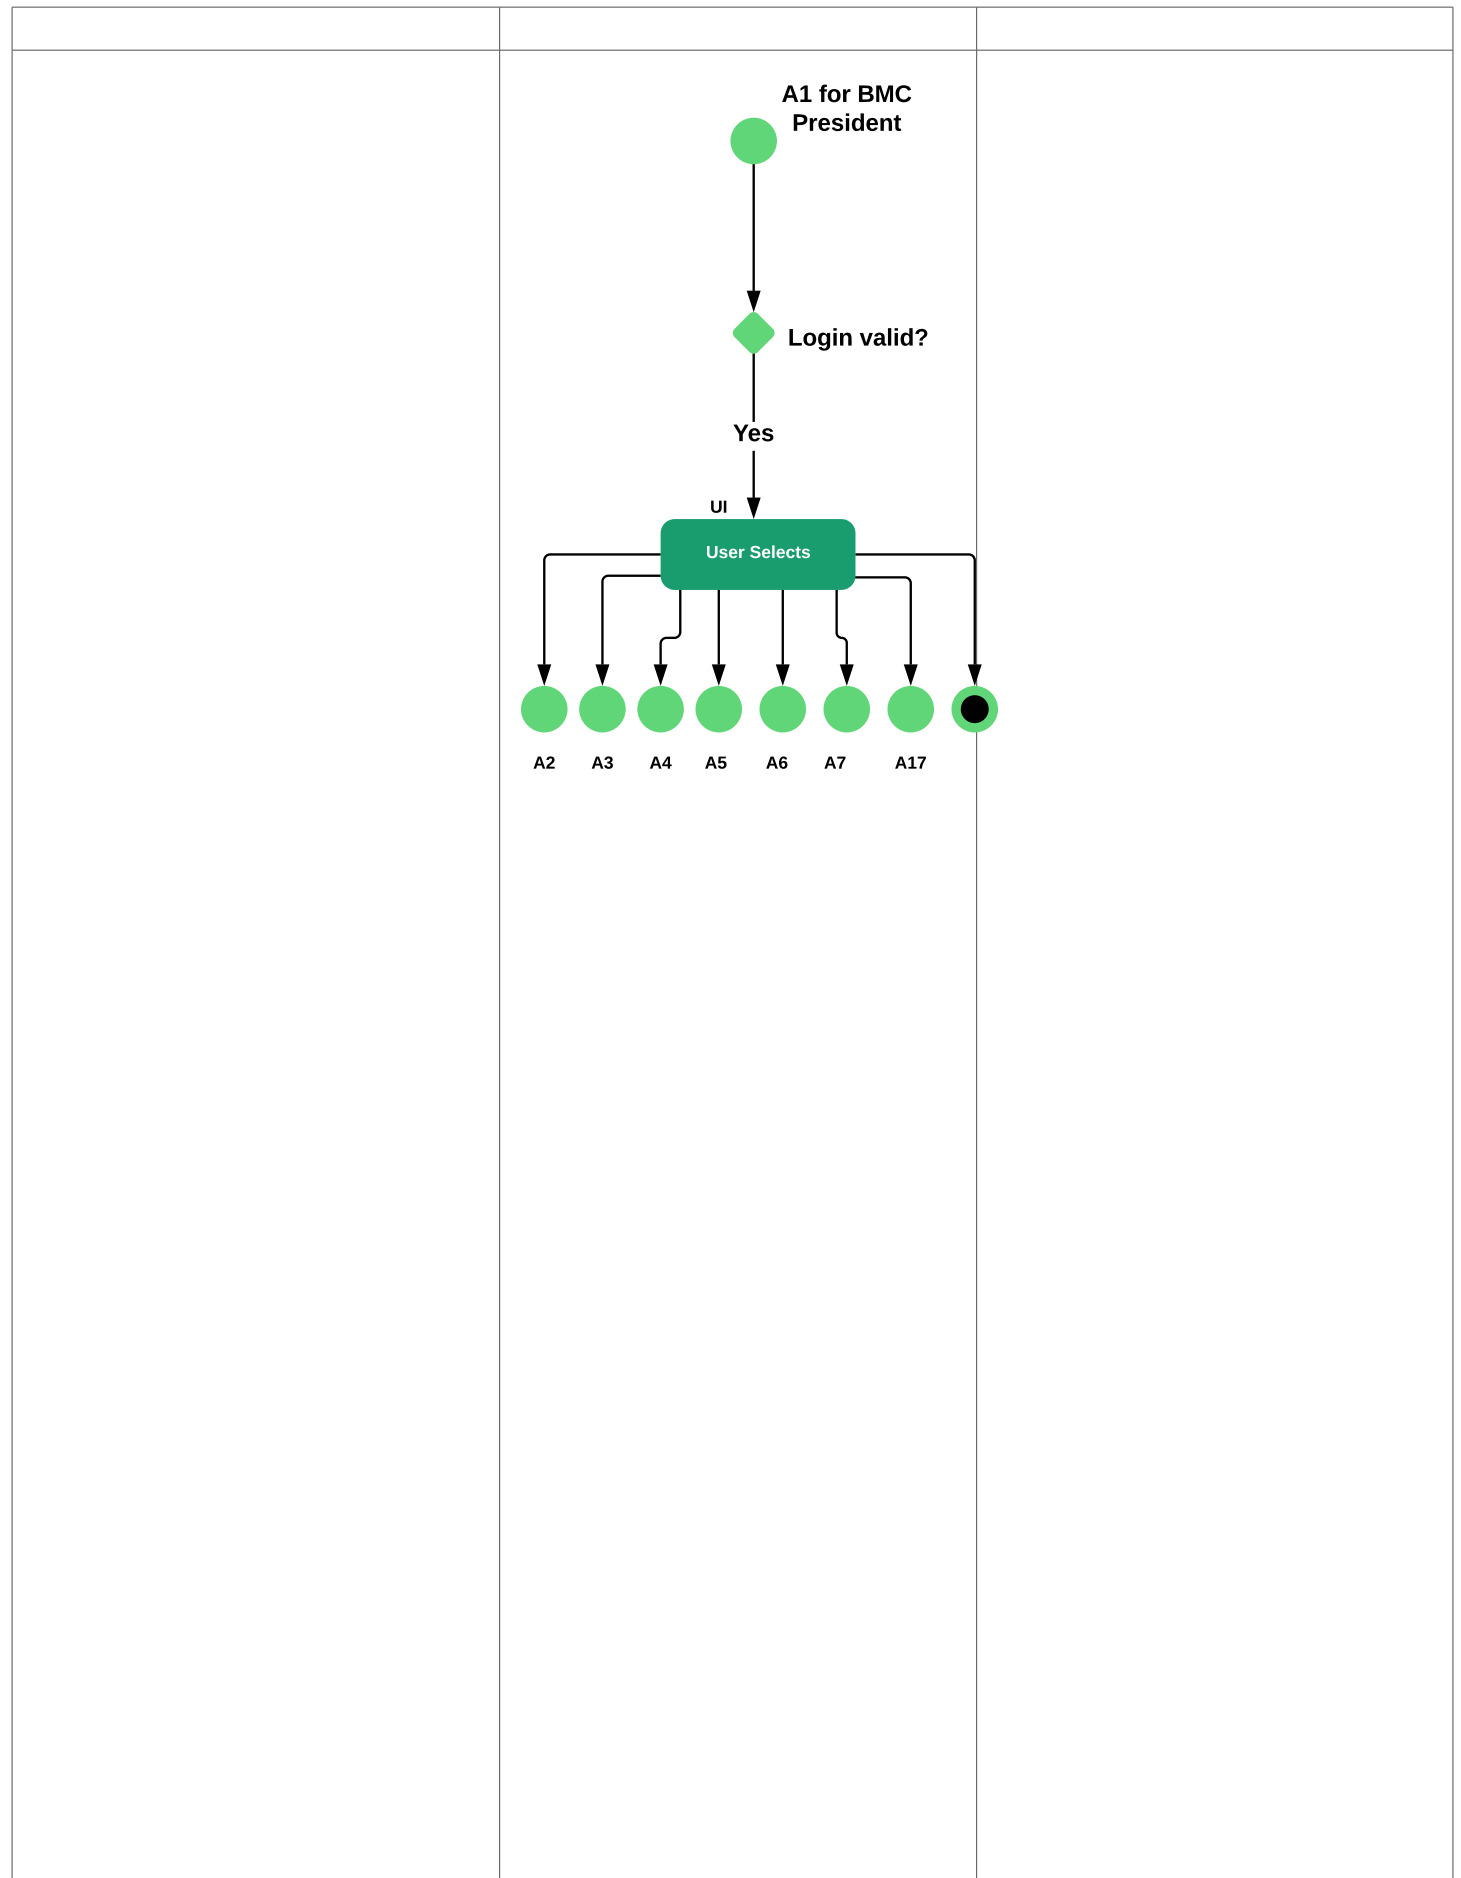 A1 for BMC
President
Login valid?
Yes
UI
User Selects
A2 A3 A4 A5 A6 A7 A17